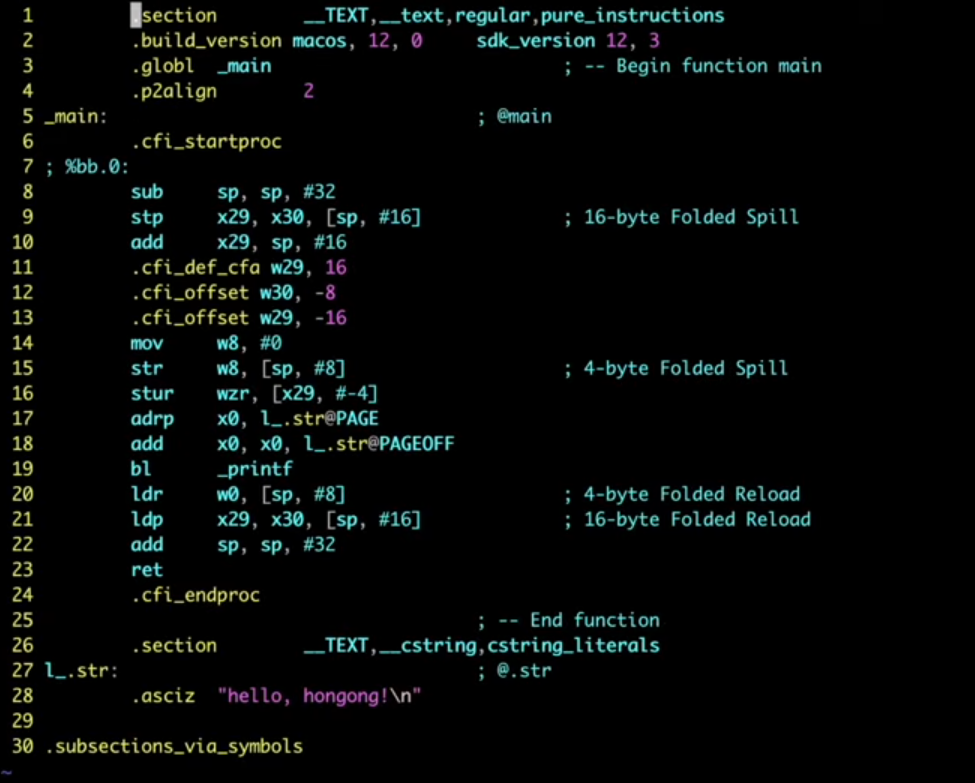 1 .section __TEXT,__text,regular,pure_instructions
2 .build_version macos, 12, 0 sdk_version 12, 3
3 .globl _main ; -- Begin function main
4 .p2align 2
5 _main: ; @main
6 .cfi_startproc
7 ; %bb.0:
8 sub sp, sp, #32
9 stp x29, x30, [sp, #16] ; 16-byte Folded Spill
10 add x29, sp, #16
11 .cfi_def_cfa w29, 16
12 .cfi_offset w30, -8
13 .cfi_offset w29, -16
14 mov w8, #0
15 str w8, [sp, #8] ; 4-byte Folded Spill
16 stur wzr, [x29, #-4]
17 adrp x0, l_.str@PAGE
18 add x0, x0, l_.str@PAGEOFF
19 bl _printf
20 ldr w0, [sp, #8] ; 4-byte Folded Reload
21 ldp x29, x30, [sp, #16] ; 16-byte Folded Reload
22 add sp, sp, #32
23 ret
24 .cfi_endproc
25 ; -- End function
26 .section __TEXT,__cstring,cstring_literals
27 l_.str: ; @.str
28 .asciz "hello, hongong!\n"
29
30 .subsections_via_symbols
~